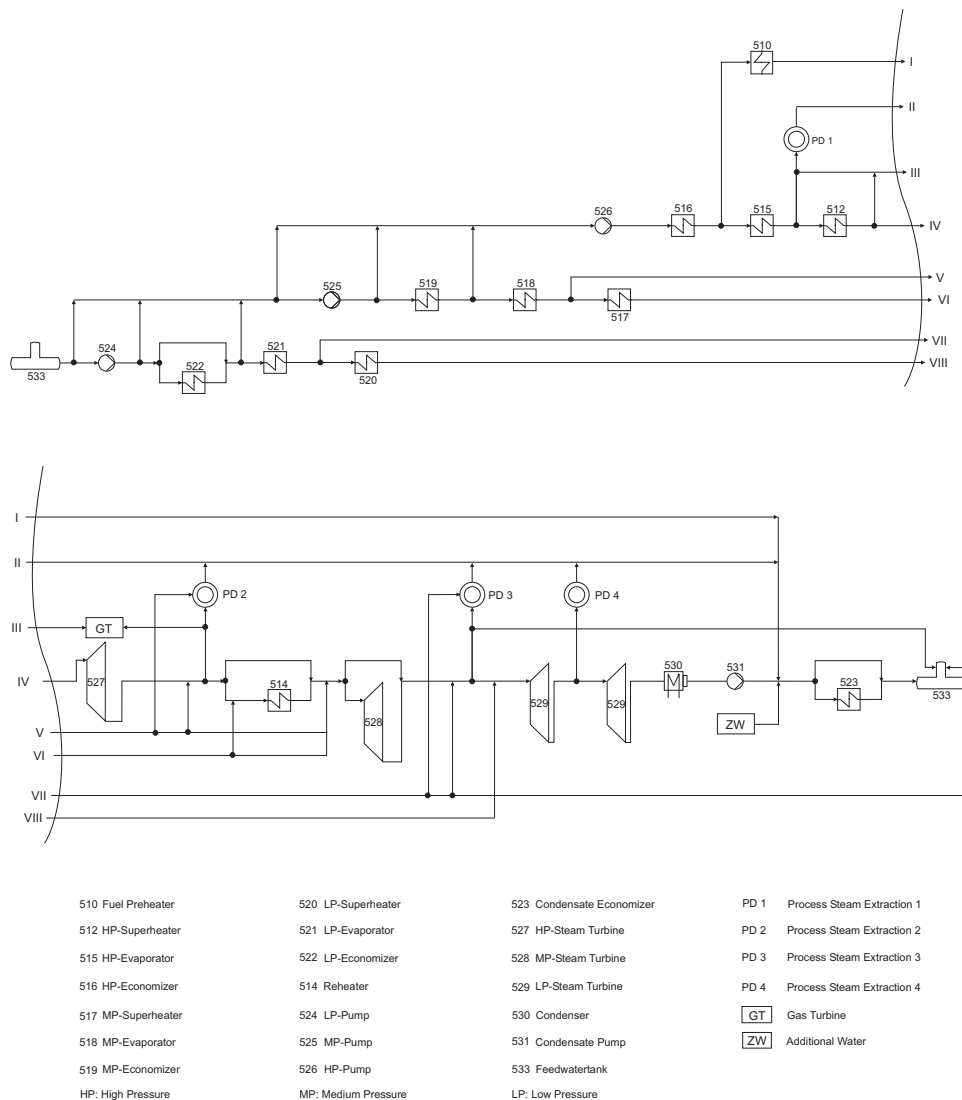 510
I
II
PD 1
III
526
516
515
512
IV
V
525
519
518
VI
517
VII
524
521
533
522
520
VIII
I
II
PD 2
PD 3
PD 4
III
GT
IV
527
514
528
529
529
530
531
523
533
V
ZW
VI
VII
VIII
510 Fuel Preheater
520 LP-Superheater
523 Condensate Economizer
PD 1 Process Steam Extraction 1
512 HP-Superheater
521 LP-Evaporator
527 HP-Steam Turbine
PD 2 Process Steam Extraction 2
515 HP-Evaporator
522 LP-Economizer
528 MP-Steam Turbine
PD 3 Process Steam Extraction 3
516 HP-Economizer
514 Reheater
529 LP-Steam Turbine
PD 4 Process Steam Extraction 4
517 MP-Superheater
524 LP-Pump
530 Condenser
GT Gas Turbine
518 MP-Evaporator
525 MP-Pump
531 Condensate Pump
ZW Additional Water
519 MP-Economizer
526 HP-Pump
533 Feedwatertank
HP: High Pressure
MP: Medium Pressure
LP: Low Pressure